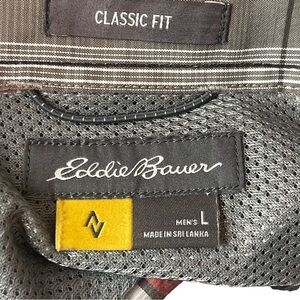 CLASSIC FIT
Eddie Bauer
MEN'S L
MADE IN SRI LANKA